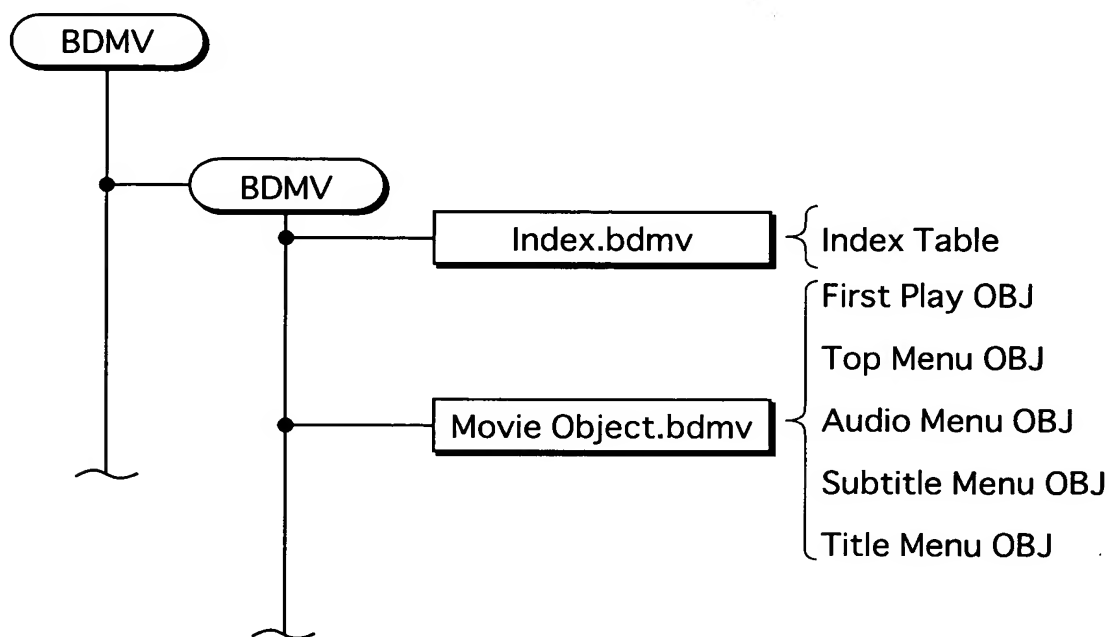 BDMV
BDMV
Index.bdmv
Index Table
First Play OBJ
Top Menu OBJ
Movie Object.bdmv
Audio Menu OBJ
Subtitle Menu OBJ
Title Menu OBJ